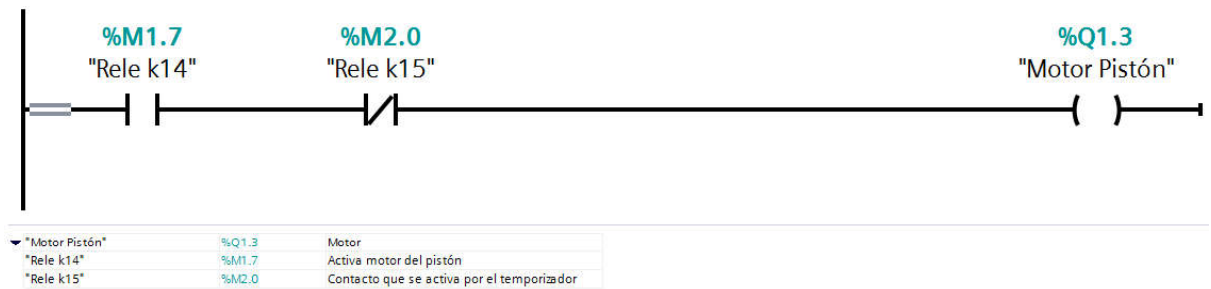 %M1.7 %M2.0 %Q1.3
"Rele k14" "Rele k15" "Motor Pistón"
"Motor Pistón" %Q1.3 Motor
"Rele k14" %M1.7 Activa motor del pistón
"Rele k15" %M2.0 Contacto que se activa por el temporizador